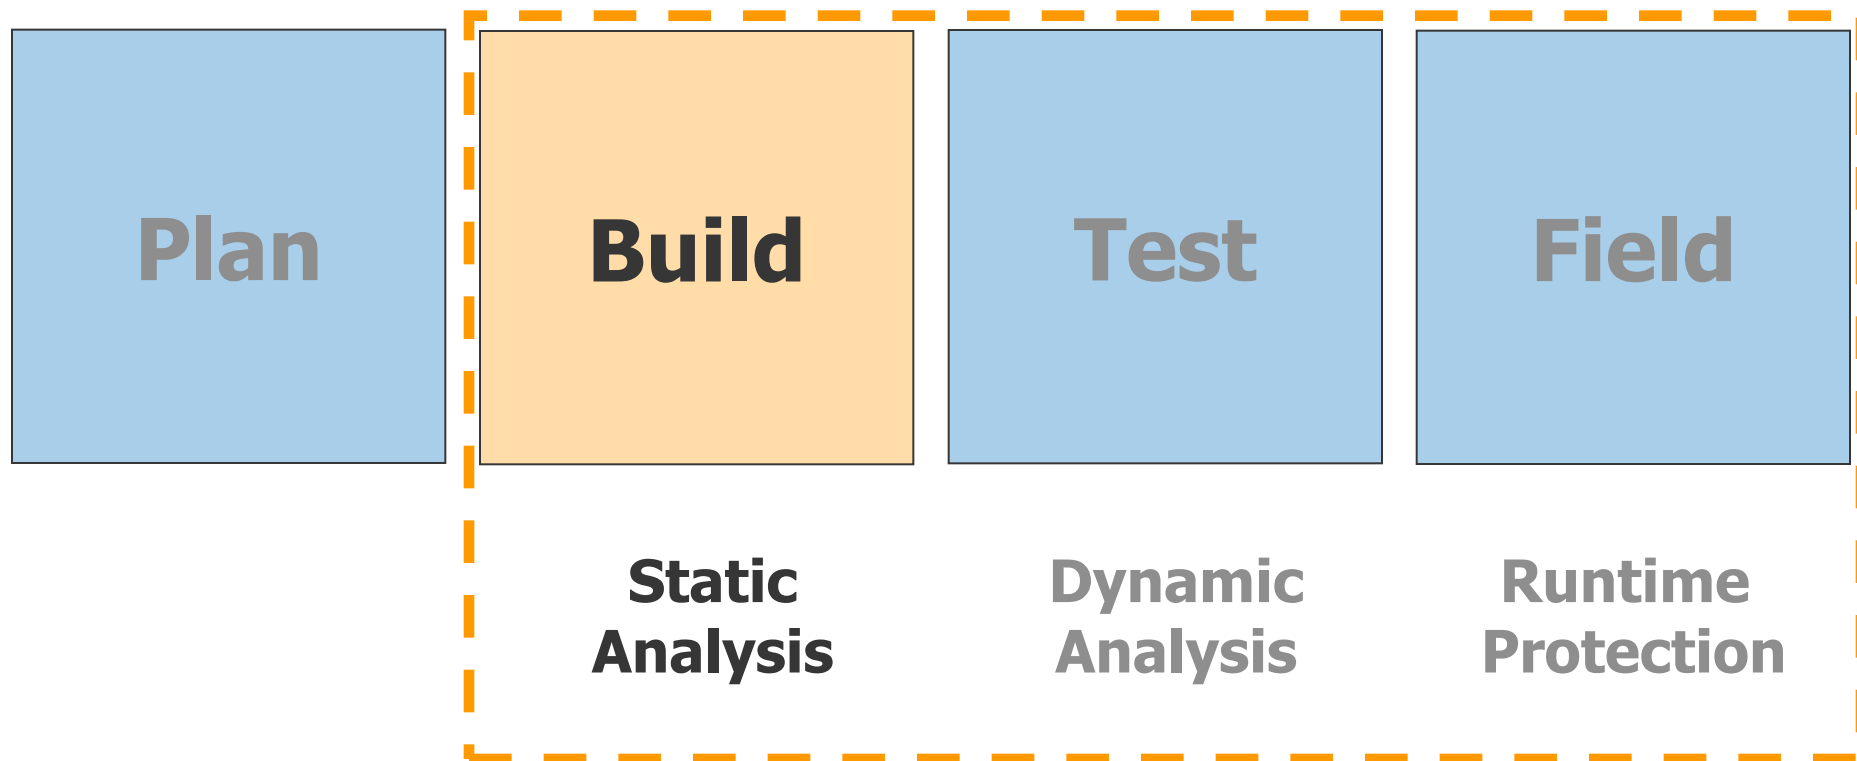 Plan
Build
Test
Field
Static
Analysis
Dynamic
Analysis
Runtime
Protection